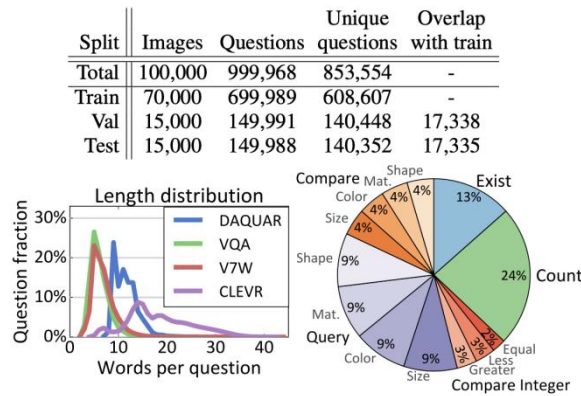 Split Images Questions Unique questions Overlap with train
Total 100,000 999,968 853,554 -
Train 70,000 699,989 608,607 -
Val 15,000 149,991 140,448 17,338
Test 15,000 149,988 140,352 17,335
Length distribution
Question fraction
30%
20%
10%
0%
0 10 20 30 40
Words per question
DAQUAR
VQA
V7W
CLEVR
Exist
13%
Count
24%
Compare Integer
Equal
2%
Less
3%
Greater
3%
Query
Size
9%
Color
9%
Mat.
9%
Shape
9%
Compare
Size
4%
Color
4%
Mat.
4%
Shape
4%